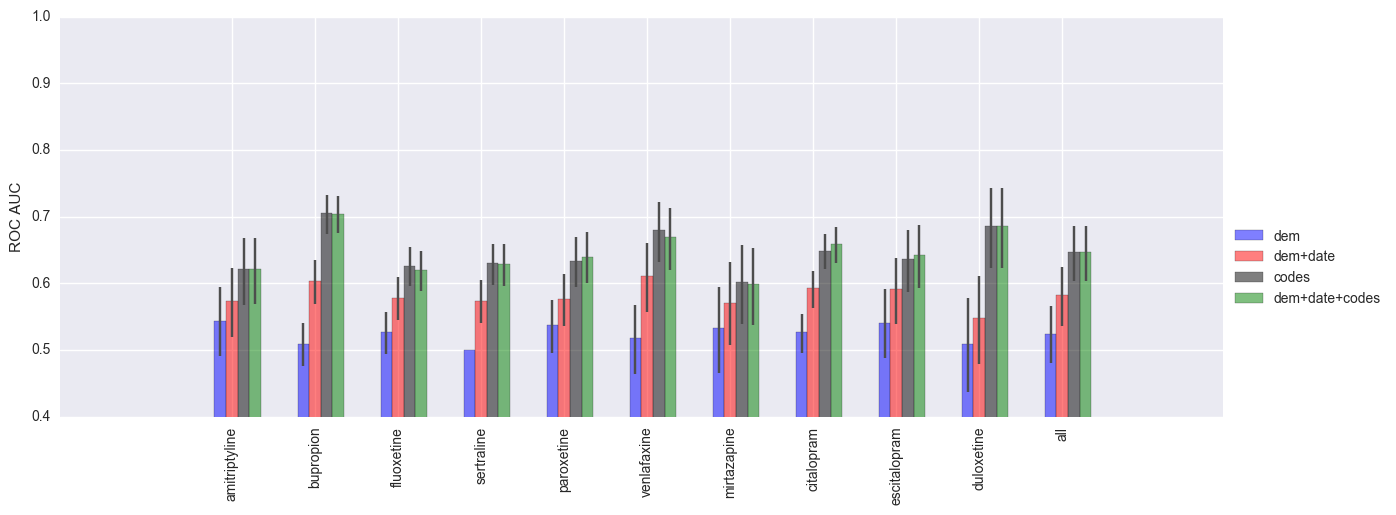 1.0
0.9
0.8
0.7
0.6
0.5
0.4
ROC AUC
amitriptyline
bupropion
fluoxetine
sertraline
paroxetine
venlafaxine
mirtazapine
citalopram
escitalopram
duloxetine
all
dem
dem+date
codes
dem+date+codes